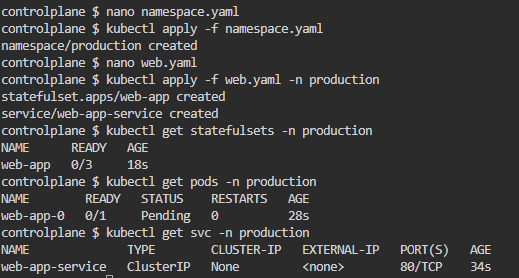 controlplane $ nano namespace.yaml
controlplane $ kubectl apply -f namespace.yaml
namespace/production created
controlplane $ nano web.yaml
controlplane $ kubectl apply -f web.yaml -n production
statefulset.apps/web-app created
service/web-app-service created
controlplane $ kubectl get statefulsets -n production
NAME      READY   AGE
web-app   0/3     18s
controlplane $ kubectl get pods -n production
NAME        READY   STATUS    RESTARTS   AGE
web-app-0   0/1     Pending   0          28s
controlplane $ kubectl get svc -n production
NAME              TYPE        CLUSTER-IP   EXTERNAL-IP   PORT(S)   AGE
web-app-service   ClusterIP   None         <none>        80/TCP    34s